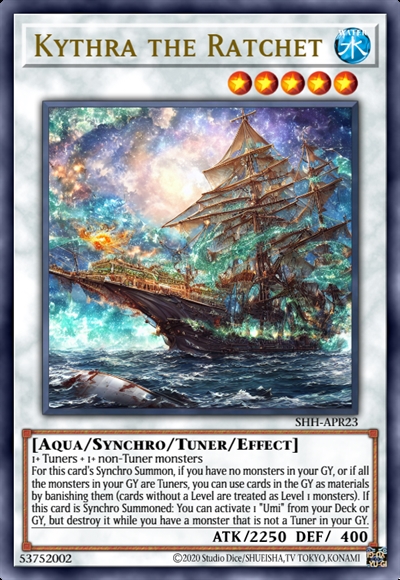 Kythra the Ratchet
WATER
水
SHH-APR23
[Aqua/Synchro/Tuner/Effect]
1+ Tuners + 1+ non-Tuner monsters
For this card's Synchro Summon, if you have no monsters in your GY, or if all
the monsters in your GY are Tuners, you can use cards in the GY as materials
by banishing them (cards without a Level are treated as Level 1 monsters). If
this card is Synchro Summoned: You can activate 1 "Umi" from your Deck or
GY, but destroy it while you have a monster that is not a Tuner in your GY.
ATK/2250 DEF/ 400
53752002
©2020 Studio Dice/SHUEISHA,TV TOKYO,KONAMI